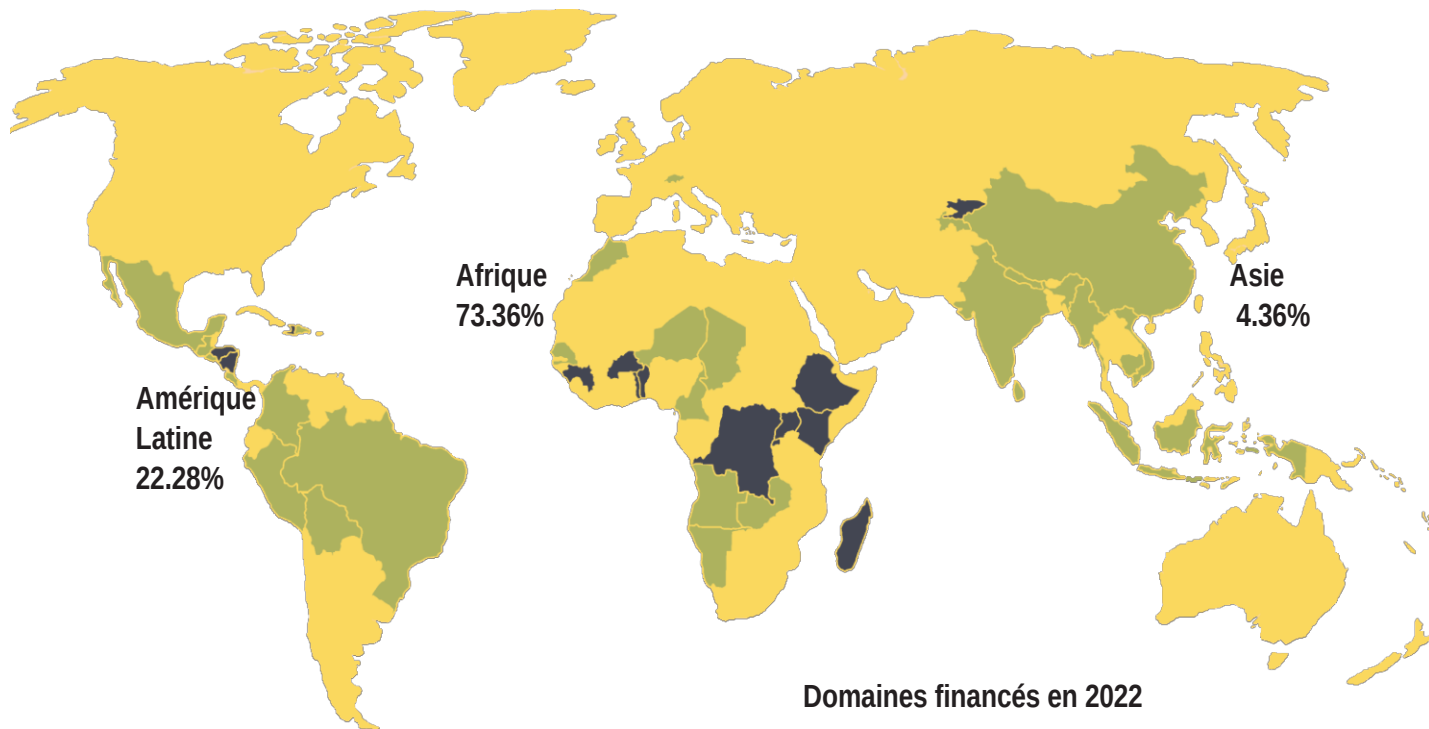 Afrique
73.36%
Asie
4.36%
Amérique
Latine
22.28%
Domaines financés en 2022